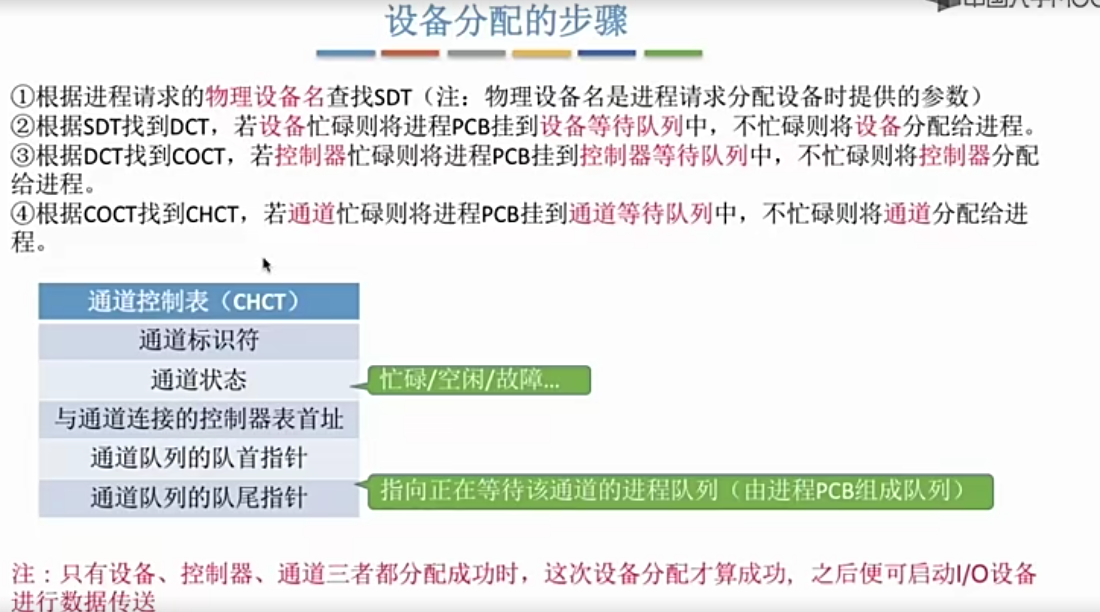 设备分配的步骤
①根据进程请求的物理设备名查找SDT（注：物理设备名是进程请求分配设备时提供的参数）
②根据SDT找到DCT，若设备忙碌则将进程PCB挂到设备等待队列中，不忙碌则将设备分配给进程。
③根据DCT找到COCT，若控制器忙碌则将进程PCB挂到控制器等待队列中，不忙碌则将控制器分配
给进程。
④根据COCT找到CHCT，若通道忙碌则将进程PCB挂到通道等待队列中，不忙碌则将通道分配给进
程。
通道控制表（CHCT）
通道标识符
通道状态
忙碌/空闲/故障...
与通道连接的控制器表首址
通道队列的队首指针
通道队列的队尾指针
指向正在等待该通道的进程队列（由进程PCB组成队列）
注：只有设备、控制器、通道三者都分配成功时，这次设备分配才算成功，之后便可启动I/O设备
进行数据传送